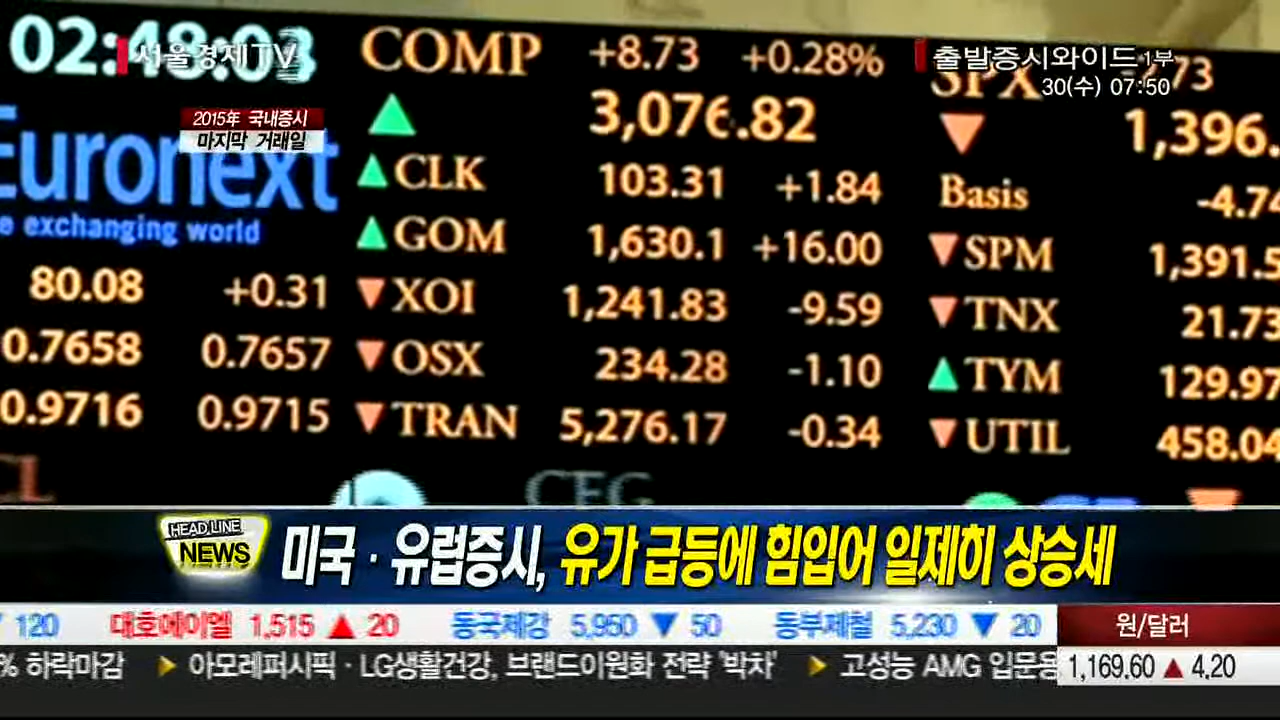 02:48:03
서울경제TV
COMP +8.73 +0.28%
3,076.82
출발증시와이드 1부
SPX -2.73
30(수) 07:50
1,396.
2015年 국내증시
마지막 거래일
Euronext
exchanging world
CLK 103.31 +1.84
Basis -4.74
GOM 1,630.1 +16.00
SPM 1,391.5
80.08 +0.31
XOI 1,241.83 -9.59
TNX 21.73
0.7658 0.7657
OSX 234.28 -1.10
TYM 129.97
0.9716 0.9715
TRAN 5,276.17 -0.34
UTIL 458.04
CL
CEG
HEAD LINE
NEWS
미국·유럽증시, 유가 급등에 힘입어 일제히 상승세
120 대호에이엘 1,515 ▲ 20 동국제강 5,950 ▼ 50 동부제철 5,230 ▼ 20
원/달러
% 하락마감 ▶ 아모레퍼시픽·LG생활건강, 브랜드이원화 전략 '박차' ▶ 고성능 AMG 입문용
1,169.60 ▲ 4.20